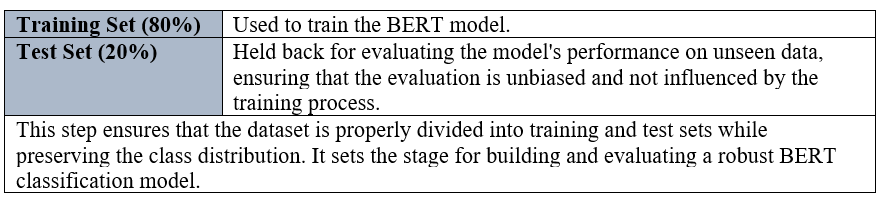 Training Set (80%) Used to train the BERT model.
Test Set (20%) Held back for evaluating the model's performance on unseen data,
ensuring that the evaluation is unbiased and not influenced by the
training process.
This step ensures that the dataset is properly divided into training and test sets while
preserving the class distribution. It sets the stage for building and evaluating a robust BERT
classification model.